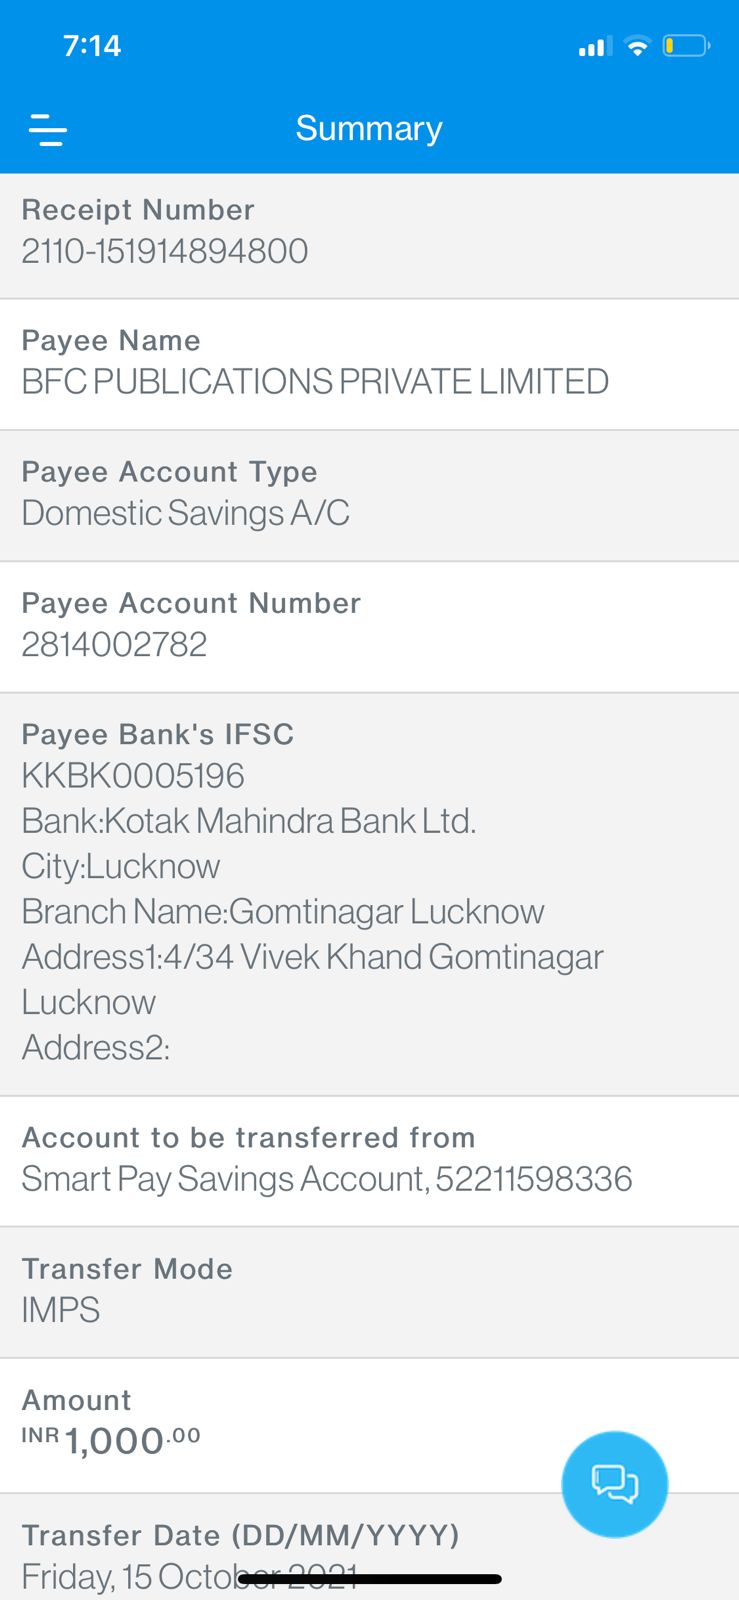 7:14
Summary
Receipt Number
2110-151914894800
Payee Name
BFC PUBLICATIONS PRIVATE LIMITED
Payee Account Type
Domestic Savings A/C
Payee Account Number
2814002782
Payee Bank's IFSC
KKBK0005196
Bank:Kotak Mahindra Bank Ltd.
City:Lucknow
Branch Name:Gomtinagar Lucknow
Address1:4/34 Vivek Khand Gomtinagar
Lucknow
Address2:
Account to be transferred from
Smart Pay Savings Account, 52211598336
Transfer Mode
IMPS
Amount
INR 1,000.00
Transfer Date (DD/MM/YYYY)
Friday, 15 October 2021